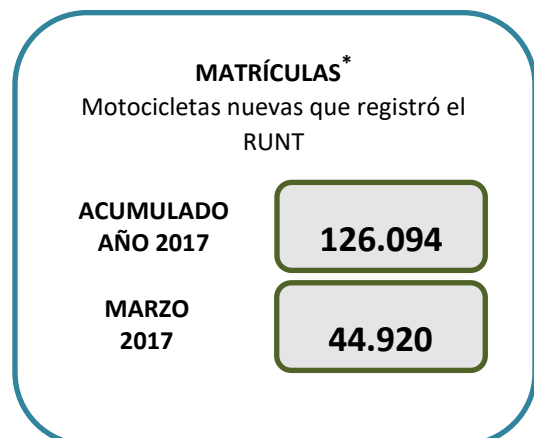 MATRÍCULAS*
Motocicletas nuevas que registró el
RUNT
ACUMULADO
AÑO 2017
126.094
MARZO
2017
44.920